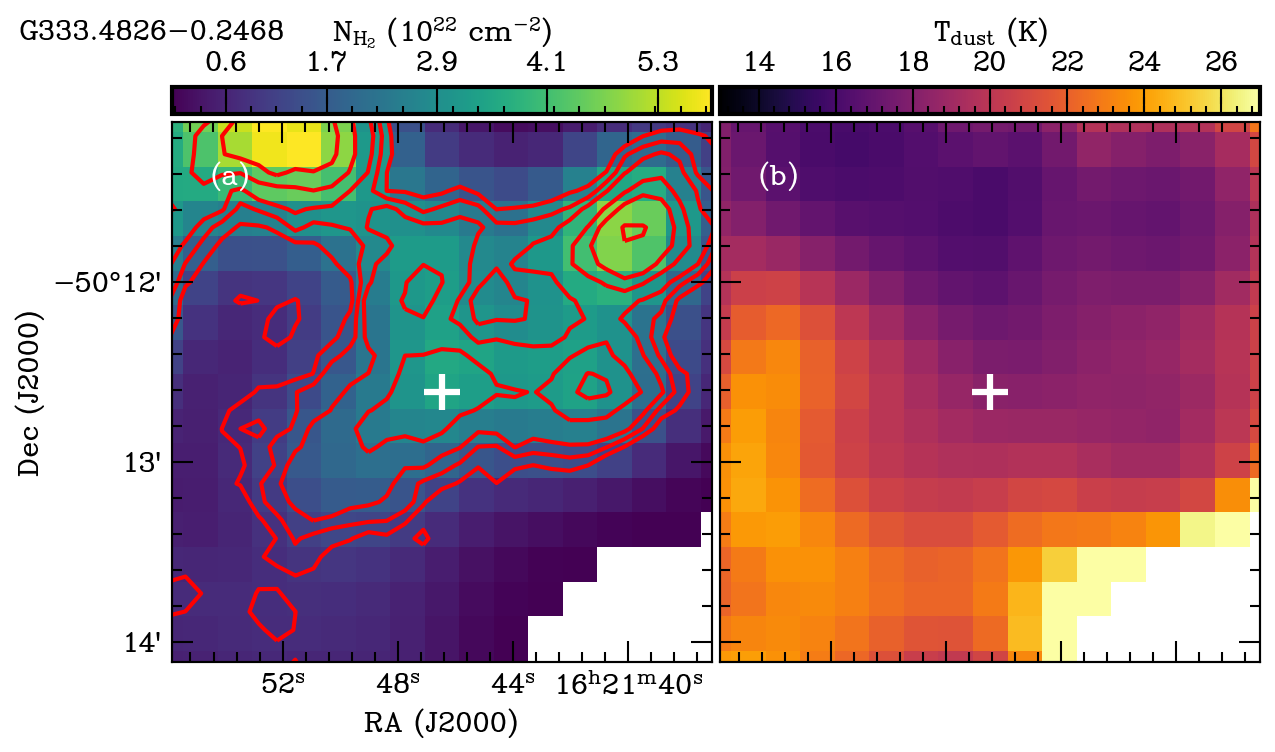 G333.4826−0.2468
N_H₂ (10²² cm⁻²)
0.6 1.7 2.9 4.1 5.3
T_dust (K)
14 16 18 20 22 24 26
(a)
(b)
Dec (J2000)
−50°12'
13'
14'
52ˢ 48ˢ 44ˢ 16ʰ21ᵐ40ˢ
RA (J2000)